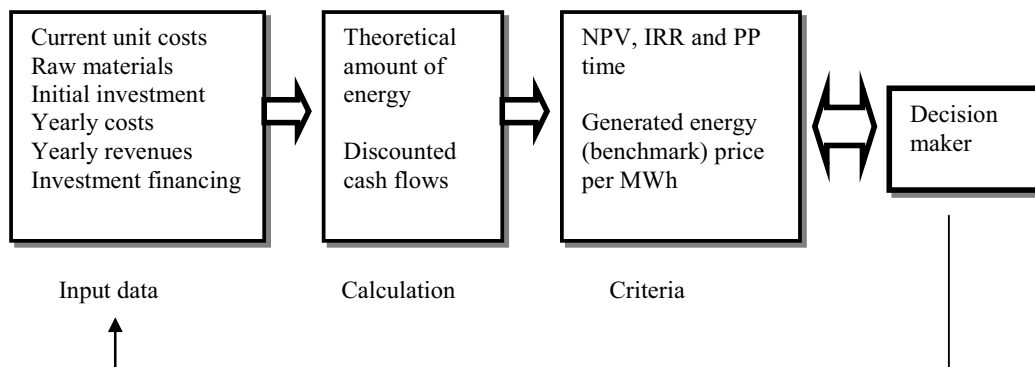 Current unit costs
Raw materials
Initial investment
Yearly costs
Yearly revenues
Investment financing
Theoretical
amount of
energy
Discounted
cash flows
NPV, IRR and PP
time
Generated energy
(benchmark) price
per MWh
Decision
maker
Input data
Calculation
Criteria